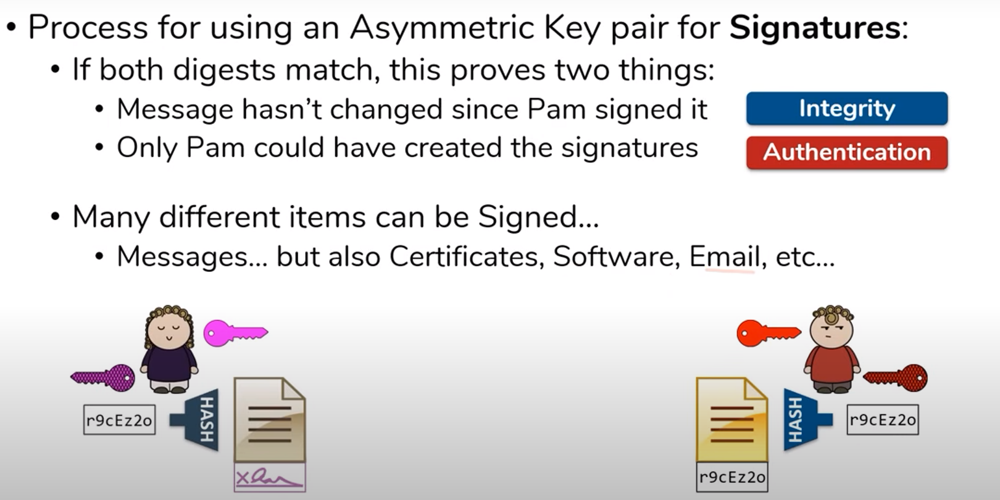 • Process for using an Asymmetric Key pair for Signatures:
• If both digests match, this proves two things:
• Message hasn’t changed since Pam signed it
Integrity
• Only Pam could have created the signatures
Authentication
• Many different items can be Signed...
• Messages... but also Certificates, Software, Email, etc...
r9cEz2o
HASH
HASH
r9cEz2o
r9cEz2o